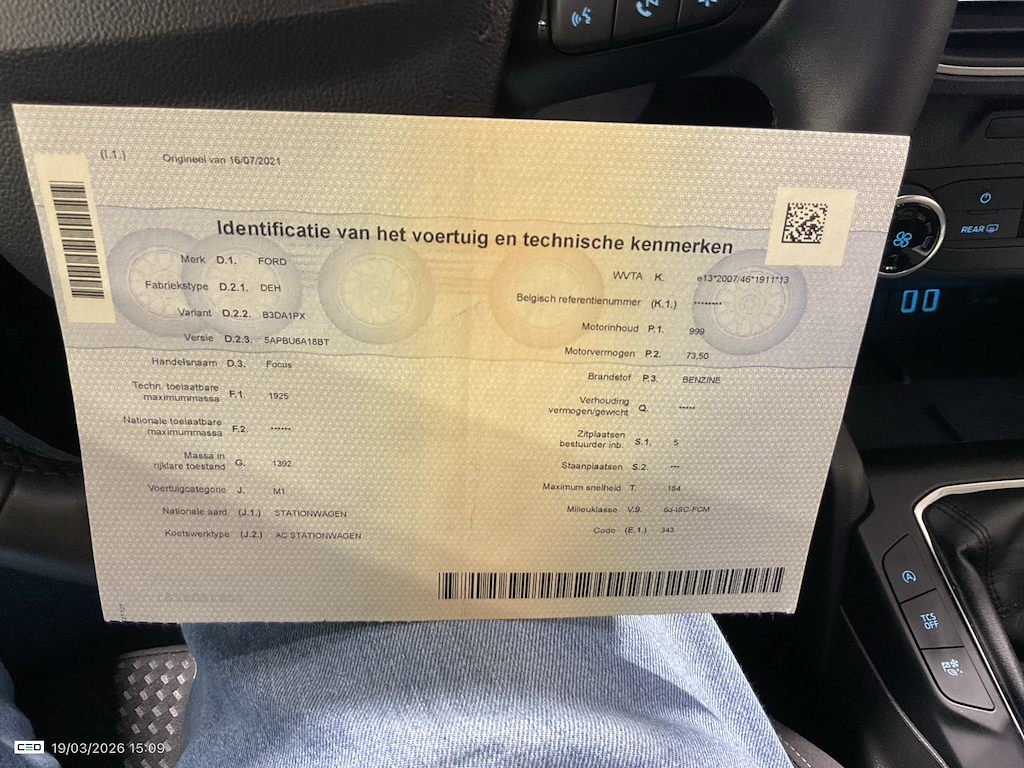 (I.1.) Origineel van 16/07/2021
Identificatie van het voertuig en technische kenmerken
Merk D.1. FORD
Fabriekstype D.2.1. DEH
Variant D.2.2. B3DA1PX
Versie D.2.3. 5APBU6A18BT
Handelsnaam D.3. Focus
Techn. toelaatbare
maximummassa F.1. 1925
Nationale toelaatbare
maximummassa F.2. ••••••
Massa in
rijklare toestand G. 1392
Voertuigcategorie J. M1
Nationale aard (J.1.) STATIONWAGEN
Koetswerktype (J.2.) AC STATIONWAGEN
WVTA K. e13*2007/46*1911*13
Belgisch referentienummer (K.1.) ••••••••
Motorinhoud P.1. 999
Motorvermogen P.2. 73,50
Brandstof P.3. BENZINE
Verhouding
vermogen/gewicht Q. •••••
Zitplaatsen
bestuurder inb. S.1. 5
Staanplaatsen S.2. •••
Maximum snelheid T. 184
Milieuklasse V.9. 6d-ISC-FCM
Code (E.1.) 343
REAR
TCS
OFF
CEO 19/03/2026 15:09